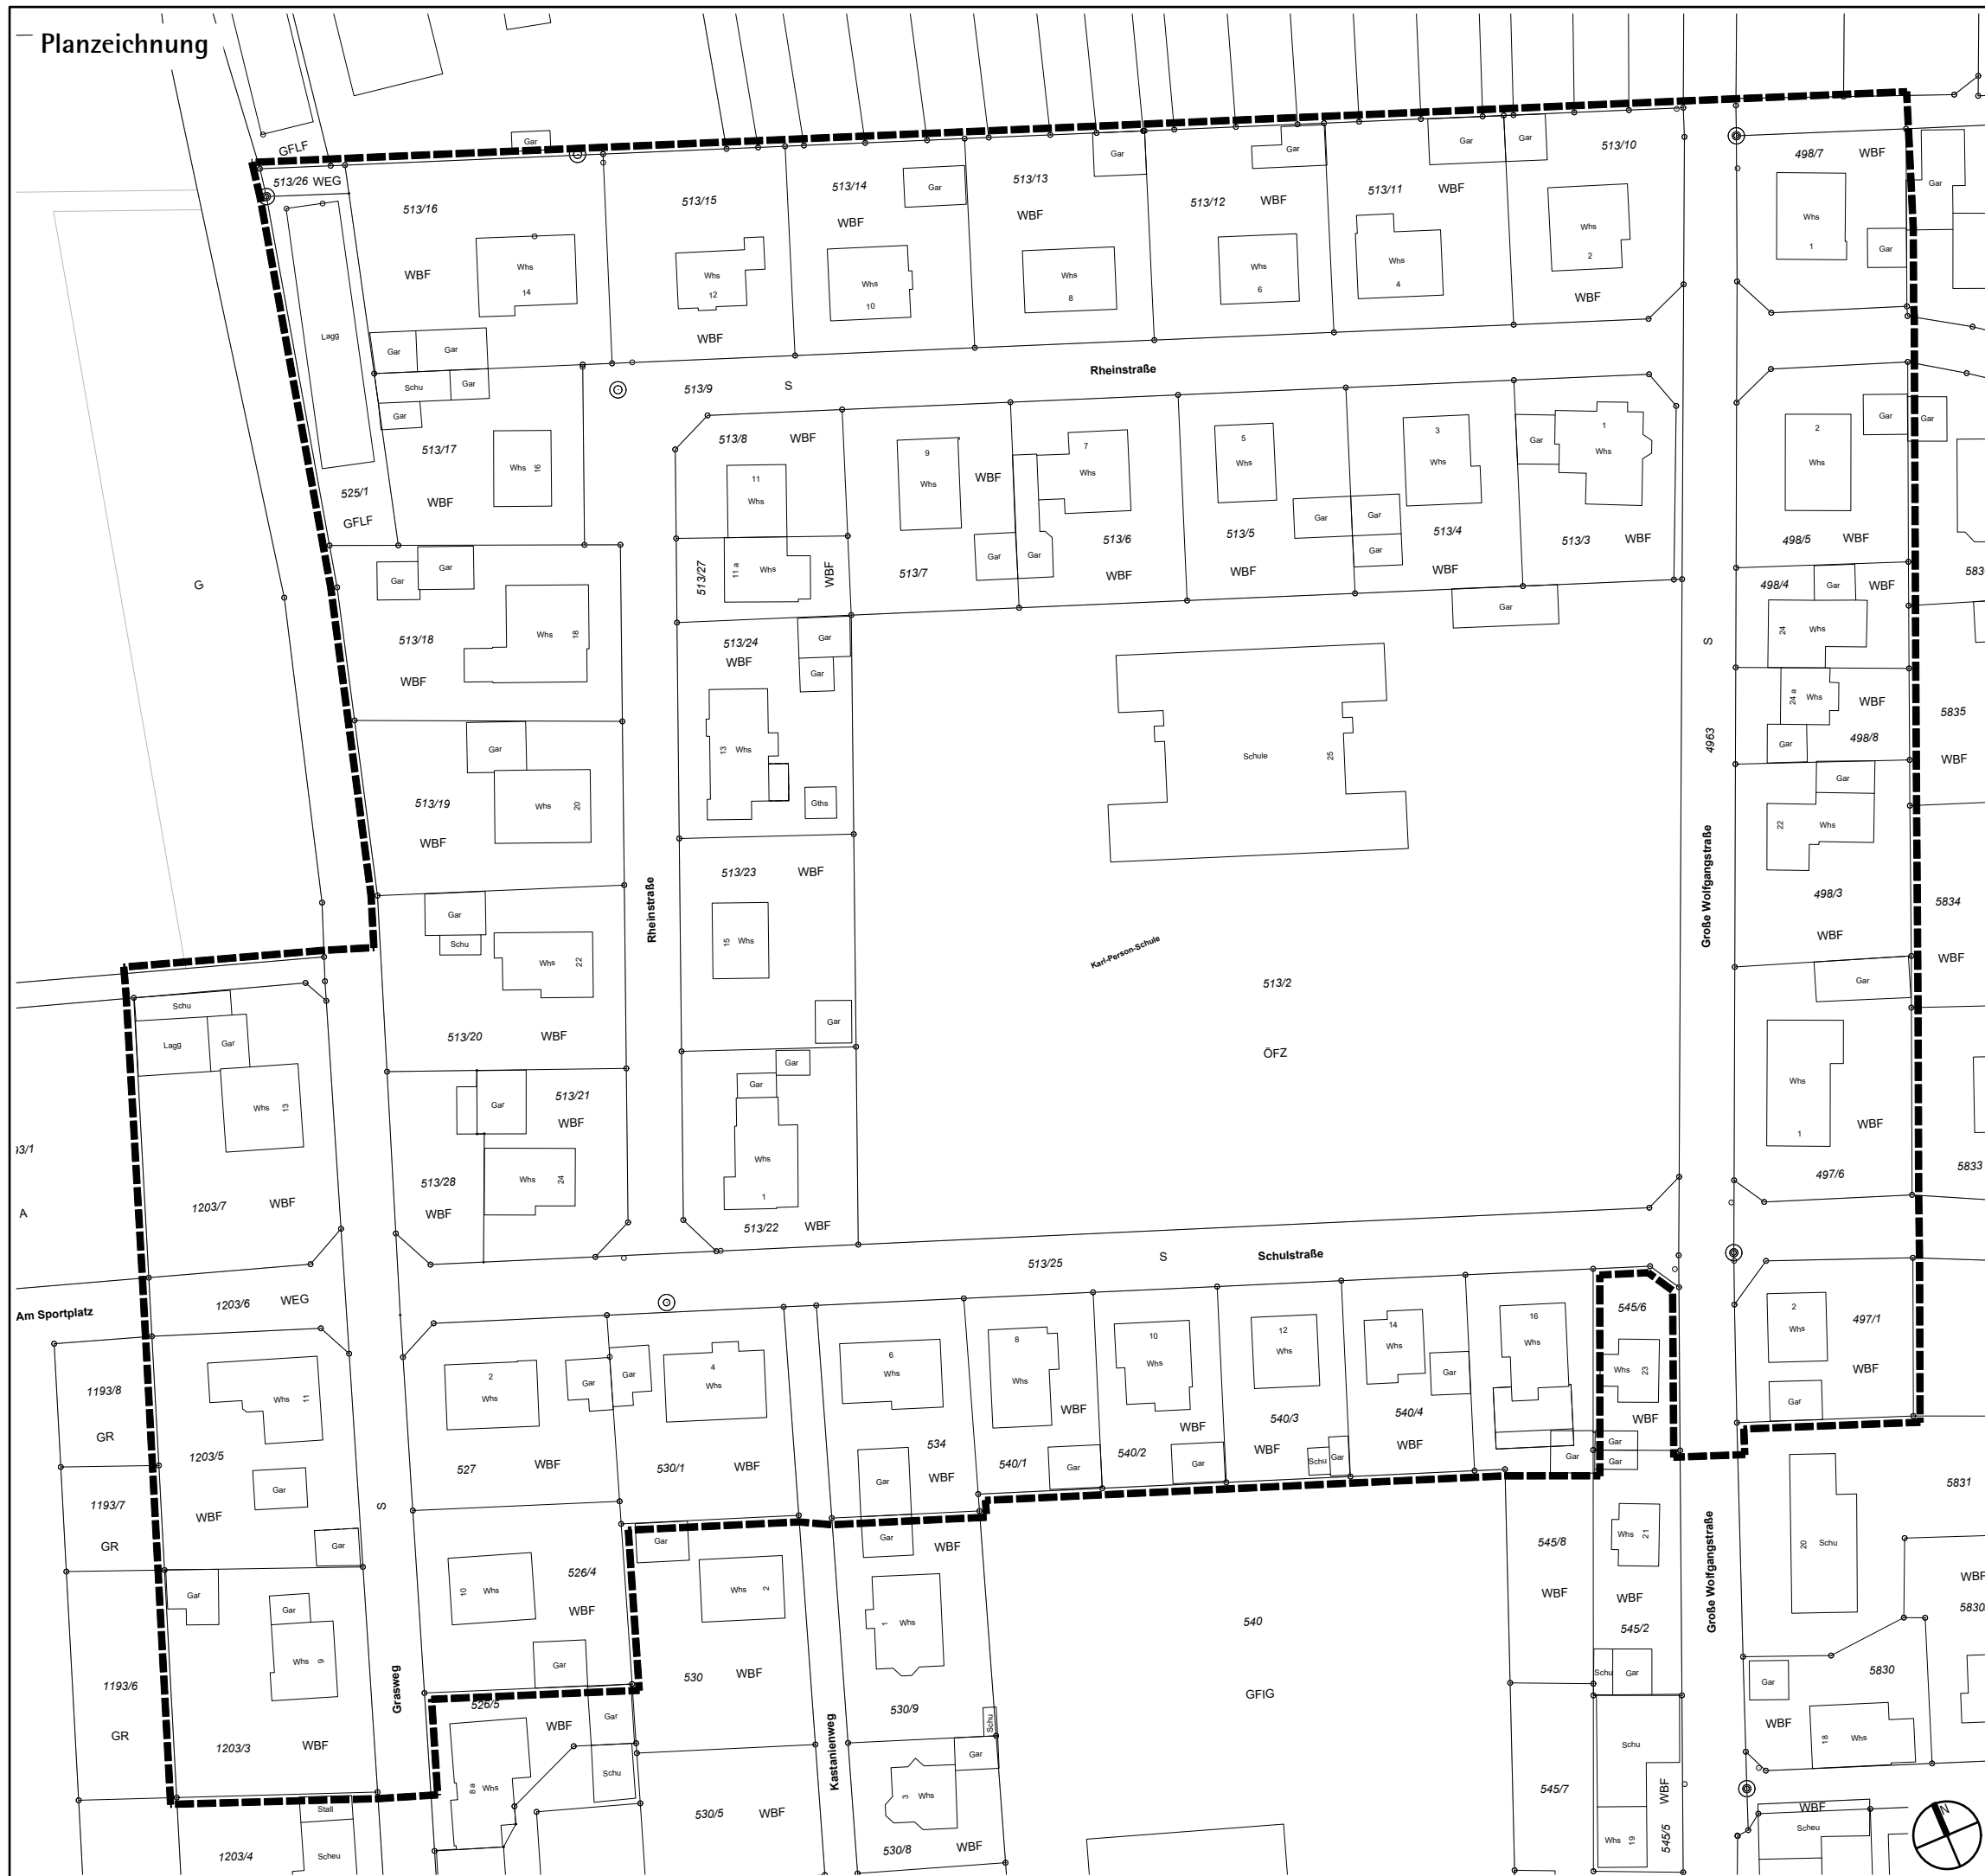 Planzeichnung
GFLF
Gar
513/26 WEG
513/16
WBF
Whs
14
513/15
Whs
12
WBF
513/14
WBF
Gar
Whs
10
513/13
WBF
Gar
Whs
8
513/12
WBF
Gar
Whs
6
513/11
WBF
Gar
Whs
4
Gar
513/10
Whs
2
WBF
498/7
WBF
Whs
1
Gar
Gar
Lagg
Gar
Gar
Schu
Gar
Gar
513/9
S
Rheinstraße
513/17
WBF
Whs
16
525/1
GFLF
513/8
WBF
11
Whs
513/27
11 a
Whs
WBF
9
Whs
WBF
Gar
513/7
7
Whs
Gar
513/6
WBF
5
Whs
513/5
WBF
Gar
3
Whs
Gar
Gar
513/4
WBF
Gar
1
Whs
513/3
WBF
Gar
2
Whs
Gar
Gar
498/5
WBF
498/4
Gar
WBF
24
Whs
24 a
Whs
WBF
Gar
498/8
Gar
22
Whs
498/3
WBF
Gar
Whs
1
WBF
497/6
583
5835
WBF
5834
WBF
5833
G
Gar
Gar
513/18
WBF
Whs
18
Gar
513/19
WBF
Whs
20
Gar
Schu
Whs
22
513/20
WBF
Gar
513/21
WBF
513/28
WBF
Whs
24
Rheinstraße
513/24
WBF
Gar
Gar
13
Whs
Gths
513/23
WBF
15
Whs
Gar
Gar
Gar
Whs
1
513/22
WBF
Schule
25
Karl-Person-Schule
513/2
ÖFZ
S
4963
Große Wolfgangstraße
Schu
Lagg
Gar
Whs
13
93/1
A
1203/7
WBF
513/25
S
Schulstraße
1203/6
WEG
Am Sportplatz
1193/8
GR
1193/7
GR
1193/6
GR
Whs
11
1203/5
Gar
WBF
Gar
Gar
Gar
Whs
9
1203/3
WBF
S
Grasweg
2
Whs
527
WBF
Gar
Gar
4
Whs
530/1
WBF
6
Whs
534
WBF
Gar
Gar
WBF
8
Whs
WBF
540/1
Gar
10
Whs
WBF
540/2
Gar
12
Whs
540/3
WBF
Schu
Gar
14
Whs
Gar
540/4
WBF
16
Whs
Gar
545/6
Whs
23
WBF
Gar
Gar
2
Whs
497/1
WBF
Gar
10
Whs
526/4
WBF
Gar
Gar
Whs
2
530
WBF
1
Whs
530/9
Schu
540
GFIG
545/8
WBF
Whs
21
WBF
545/2
Schu
Gar
Große Wolfgangstraße
20
Schu
5831
WBF
5830
5830
Gar
WBF
18
Whs
526/5
WBF
Gar
8 a
Whs
Schu
Kastanienweg
530/5
WBF
Gar
3
Whs
530/8
WBF
545/7
Schu
WBF
Whs
19
545/5
WBF
Scheu
Stall
Scheu
1203/4
N